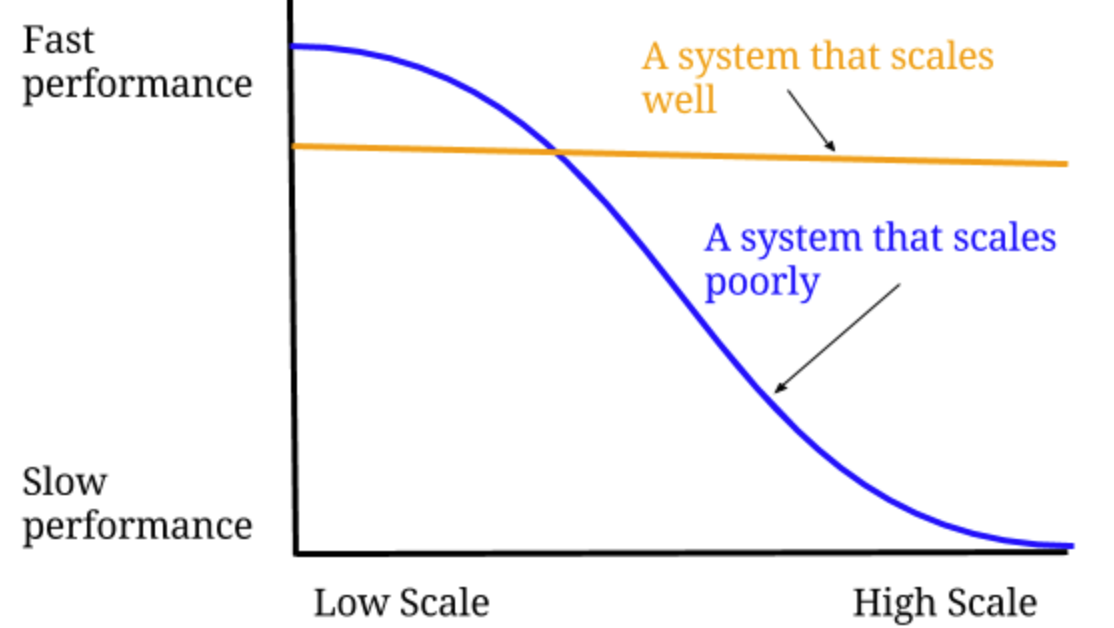 Fast
performance
A system that scales
well
A system that scales
poorly
Slow
performance
Low Scale
High Scale